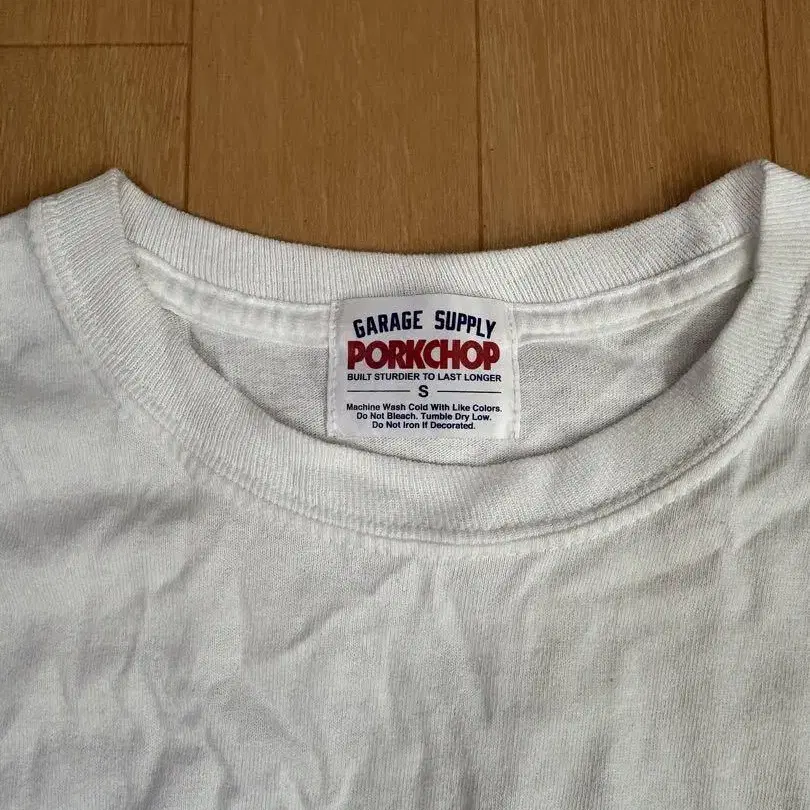 GARAGE SUPPLY
PORKCHOP
BUILT STURDIER TO LAST LONGER
S
Machine Wash Cold With Like Colors.
Do Not Bleach. Tumble Dry Low.
Do Not Iron If Decorated.